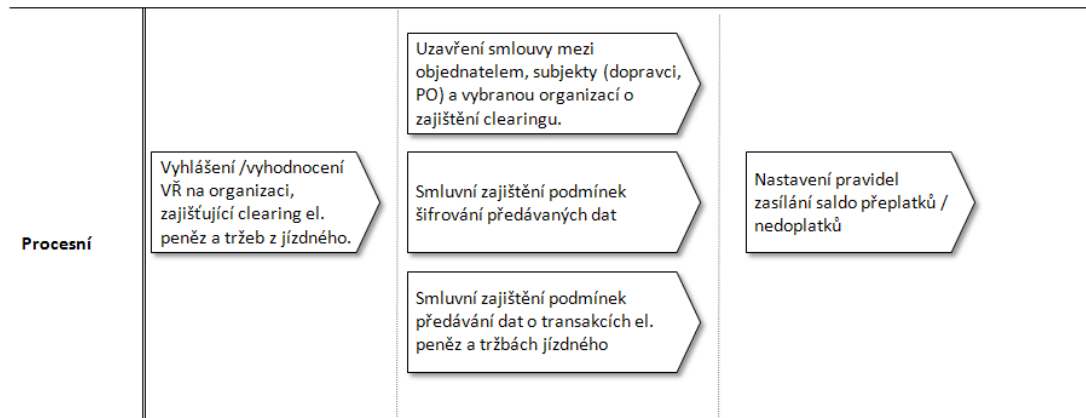 Procesní
Vyhlášení /vyhodnocení
VŘ na organizaci,
zajišťující clearing el.
peněz a tržeb z jízdného.
Uzavření smlouvy mezi
objednatelem, subjekty (dopravci,
PO) a vybranou organizací o
zajištění clearingu.
Smluvní zajištění podmínek
šifrování předávaných dat
Smluvní zajištění podmínek
předávání dat o transakcích el.
peněz a tržbách jízdného
Nastavení pravidel
zasílání saldo přeplatků /
nedoplatků